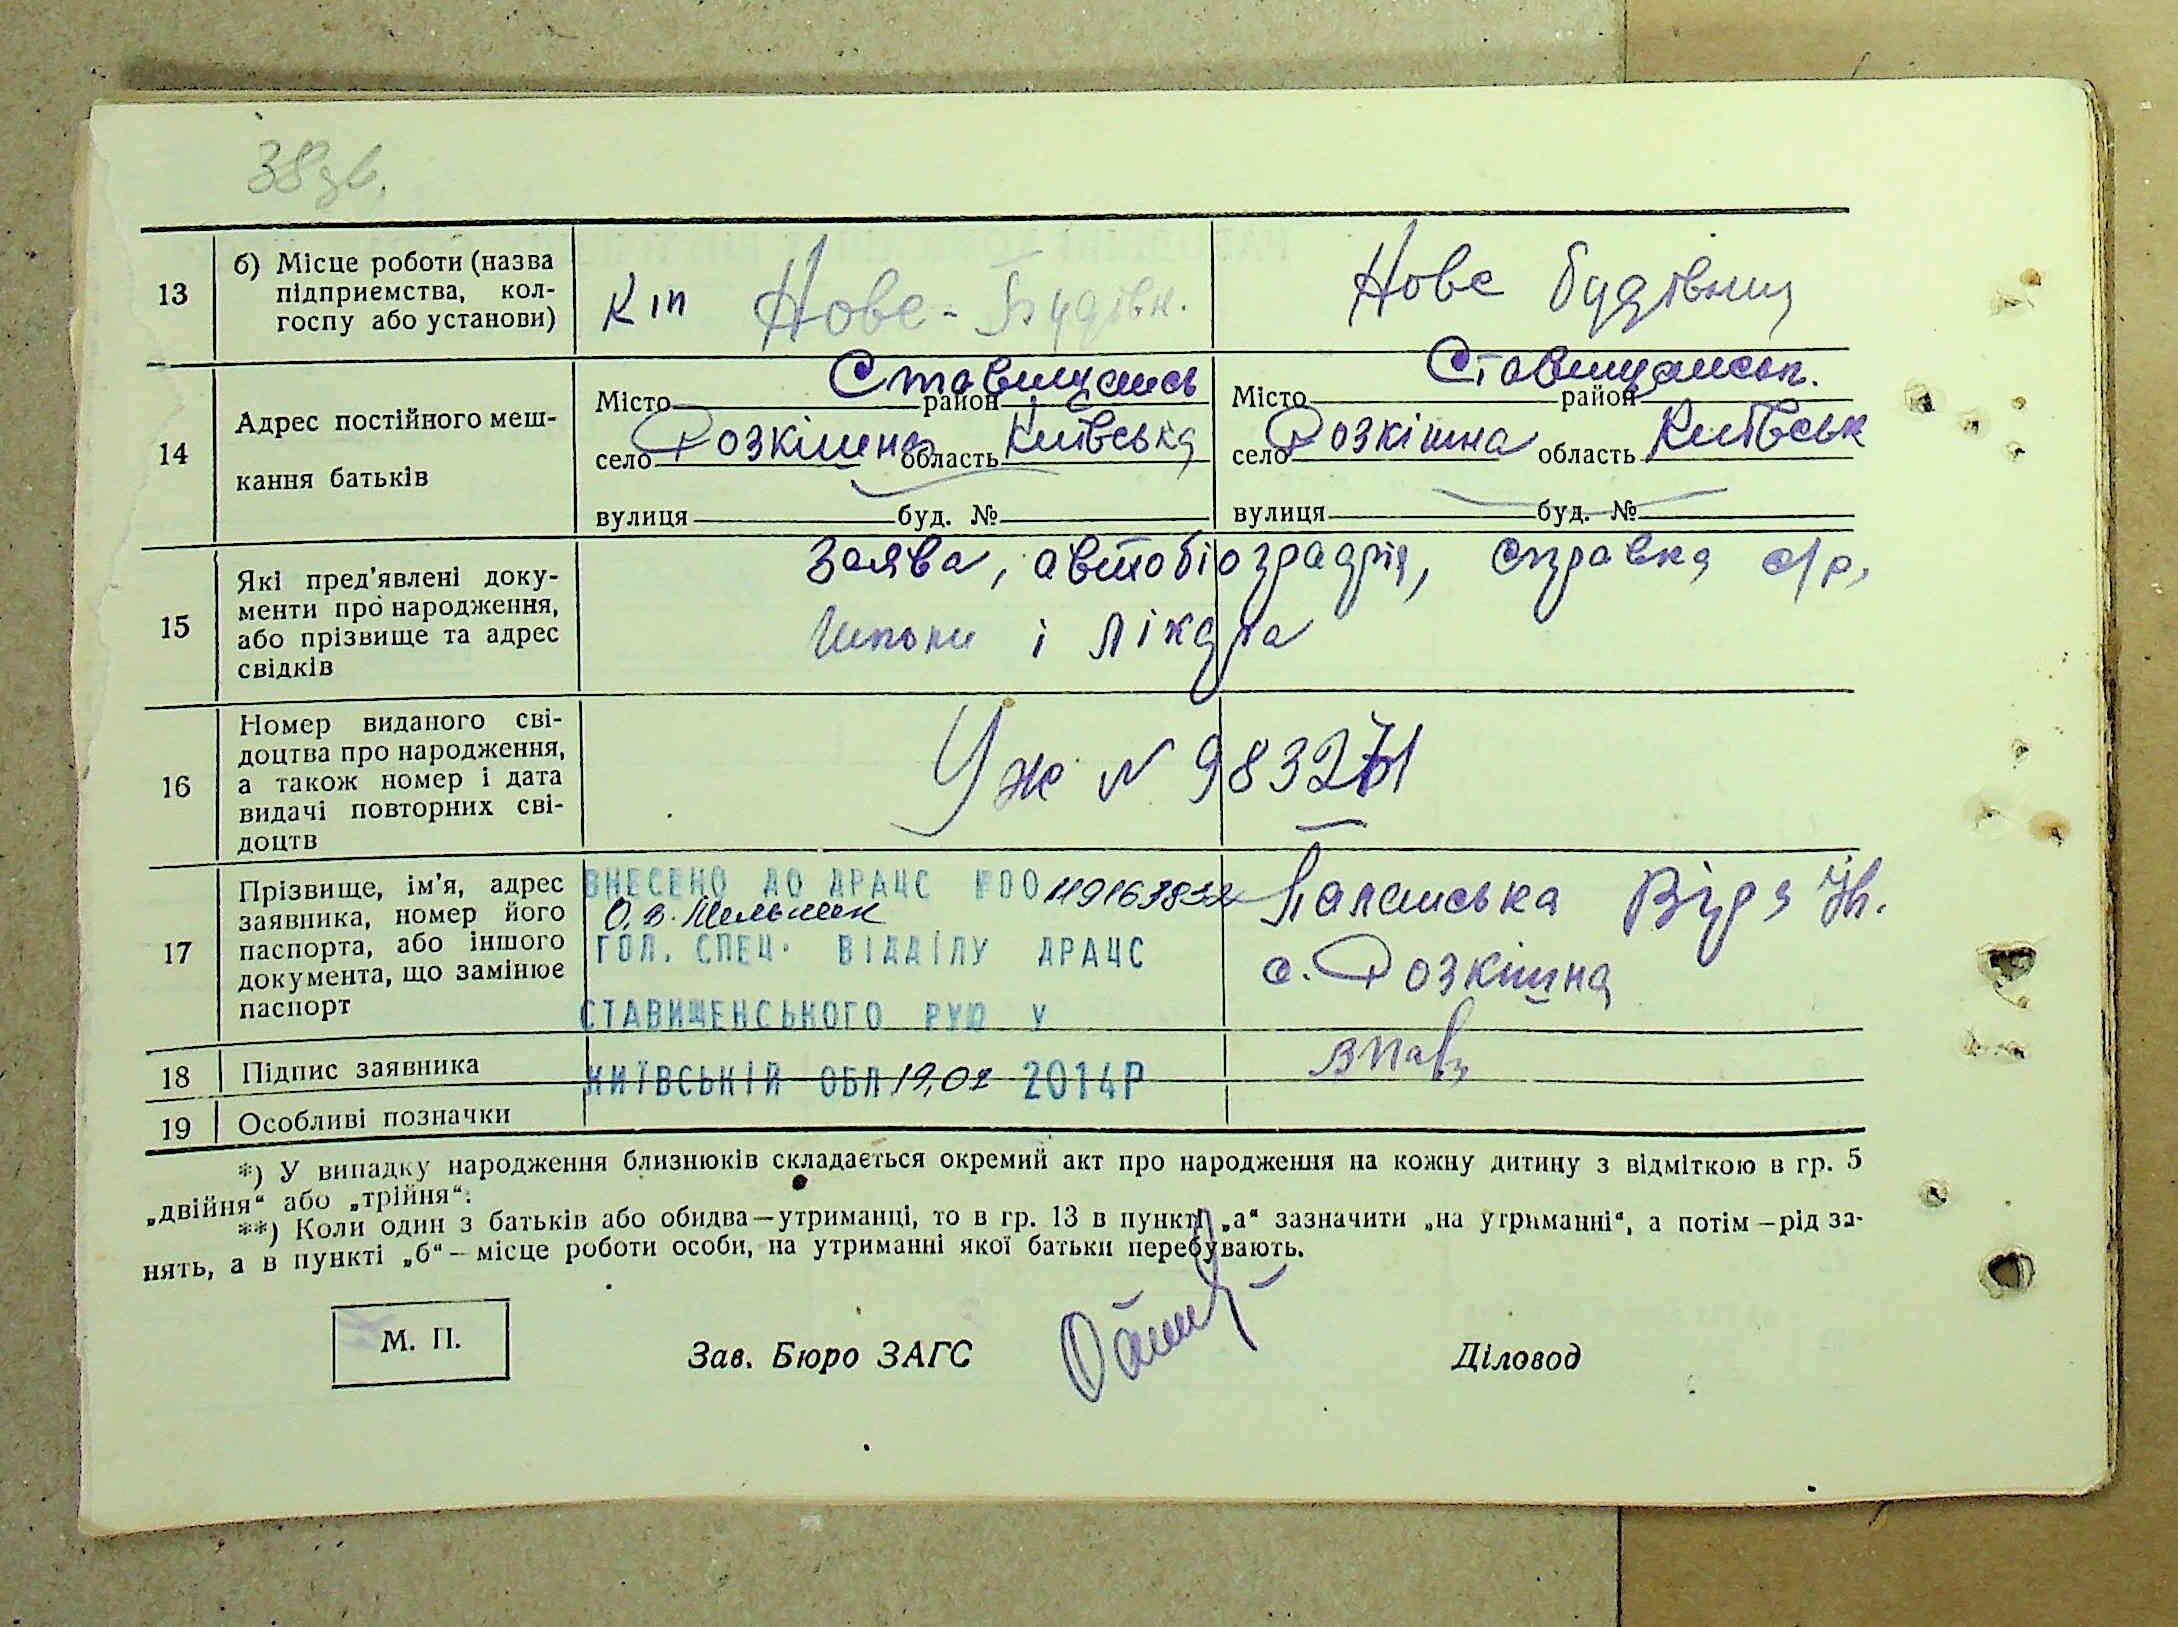 38зв.
13
б) Місце роботи (назва
підприємства, кол-
госпу або установи)
к ін Нове-Будівн.
Нове будівниц
14
Адрес постійного меш-
кання батьків
Місто район Ставищанськ
село Розкішна область Київська
вулиця буд. №
Місто район Ставищанськ.
село Розкішна область Київськ
вулиця буд. №
15
Які пред'явлені доку-
менти про народження,
або прізвище та адрес
свідків
Заява, автобіографія, справка с/р,
школи і лікаря
16
Номер виданого сві-
доцтва про народження,
а також номер і дата
видачі повторних сві-
доцтв
Уж N 983271
17
Прізвище, ім'я, адрес
заявника, номер його
паспорта, або іншого
документа, що замінює
паспорт
ВНЕСЕНО ДО ДРАЦС №00
О.В. Мельник
ГОЛ. СПЕЦ. ВІДДІЛУ ДРАЦС
СТАВИЩЕНСЬКОГО РУЮ У
КИЇВСЬКІЙ ОБЛ 19,02 2014Р
с. Розкішна
18
Підпис заявника
19
Особливі позначки
*) У випадку народження близнюків складається окремий акт про народження на кожну дитину з відміткою в гр. 5
„двійня“ або „трійня“.
**) Коли один з батьків або обидва—утриманці, то в гр. 13 в пункті „а“ зазначити „на утриманні“, а потім—рід за-
нять, а в пункті „б“—місце роботи особи, на утриманні якої батьки перебувають.
М. П.
Зав. Бюро ЗАГС
Діловод